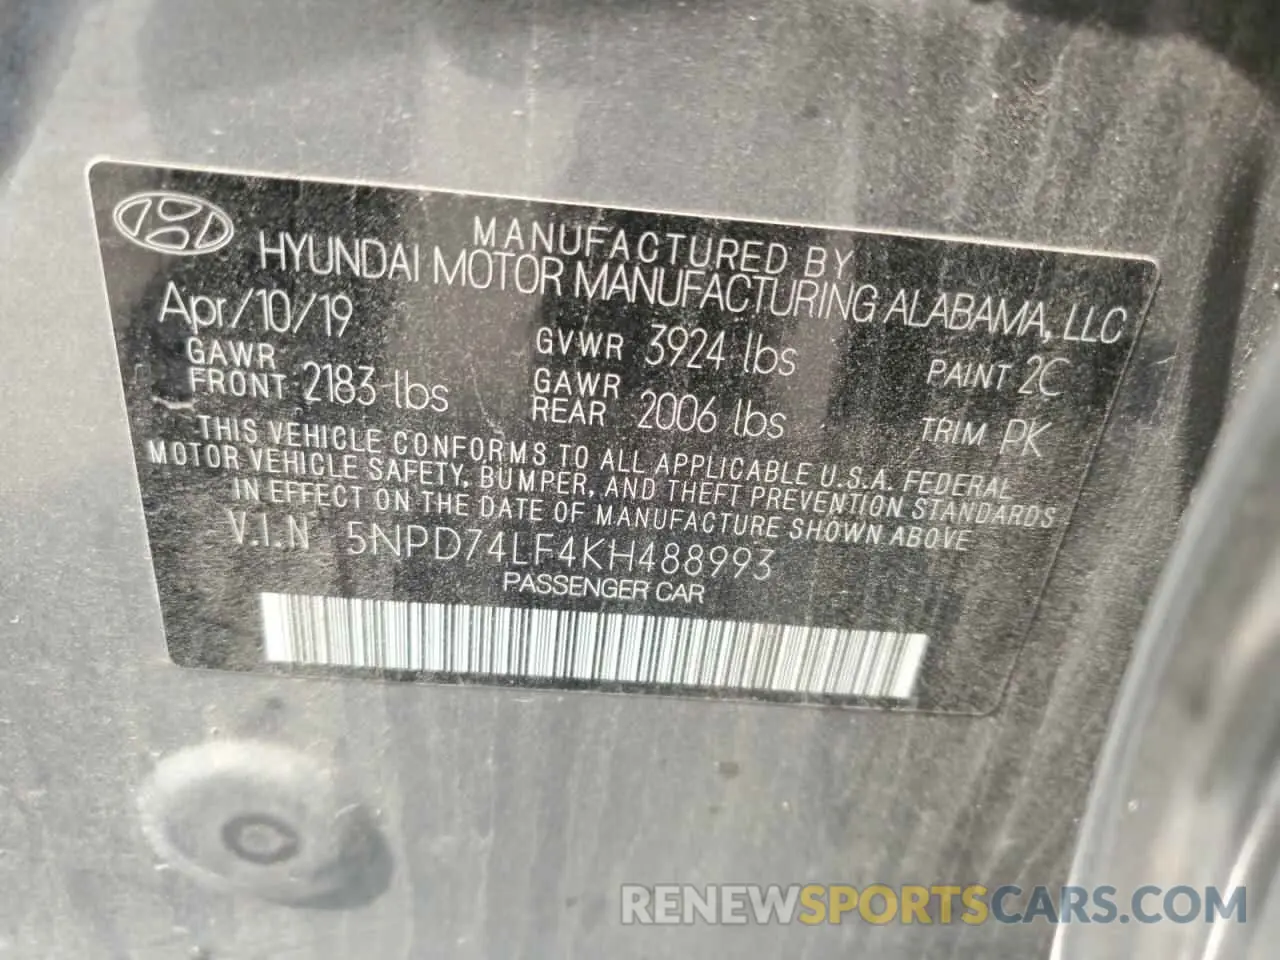 MANUFACTURED BY
HYUNDAI MOTOR MANUFACTURING ALABAMA, LLC
Apr/10/19 GVWR 3924 lbs PAINT 2C
GAWR FRONT 2183 lbs GAWR REAR 2006 lbs TRIM PK
THIS VEHICLE CONFORMS TO ALL APPLICABLE U.S.A. FEDERAL
MOTOR VEHICLE SAFETY, BUMPER, AND THEFT PREVENTION STANDARDS
IN EFFECT ON THE DATE OF MANUFACTURE SHOWN ABOVE
V.I.N 5NPD74LF4KH488993
PASSENGER CAR
RENEWSPORTSCARS.COM